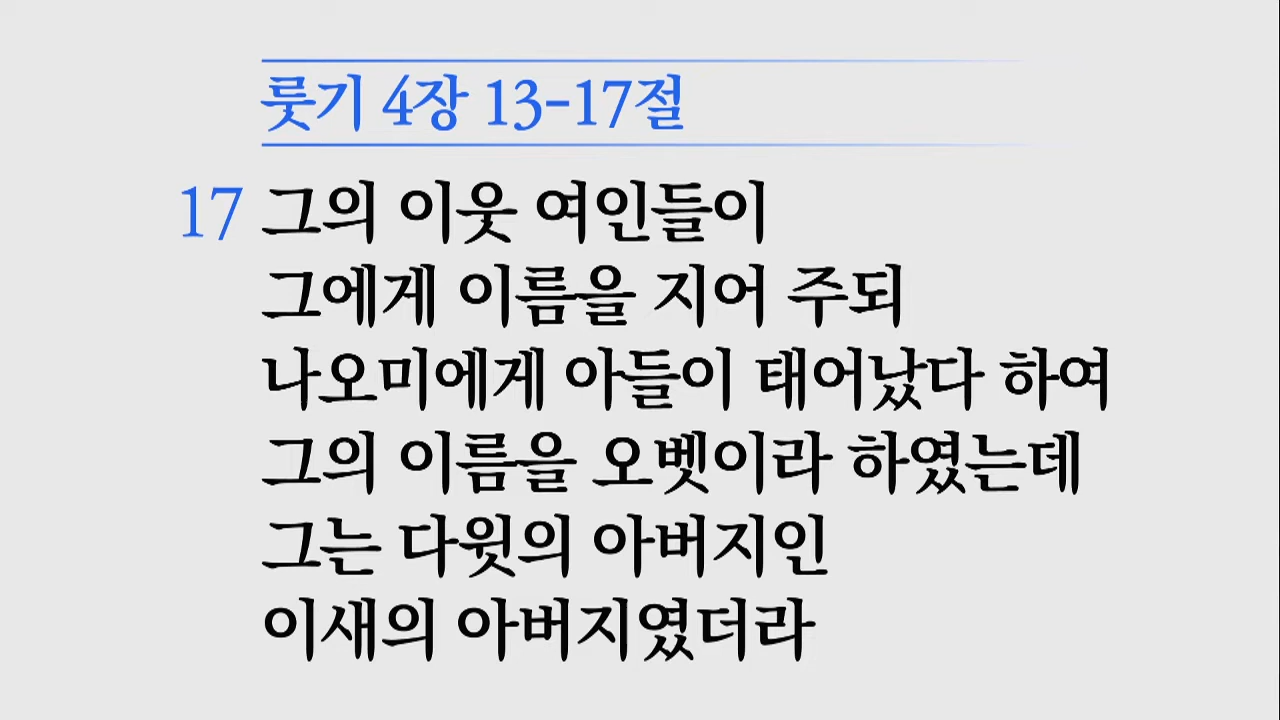 룻기 4장 13-17절
17 그의 이웃 여인들이
그에게 이름을 지어 주되
나오미에게 아들이 태어났다 하여
그의 이름을 오벳이라 하였는데
그는 다윗의 아버지인
이새의 아버지였더라